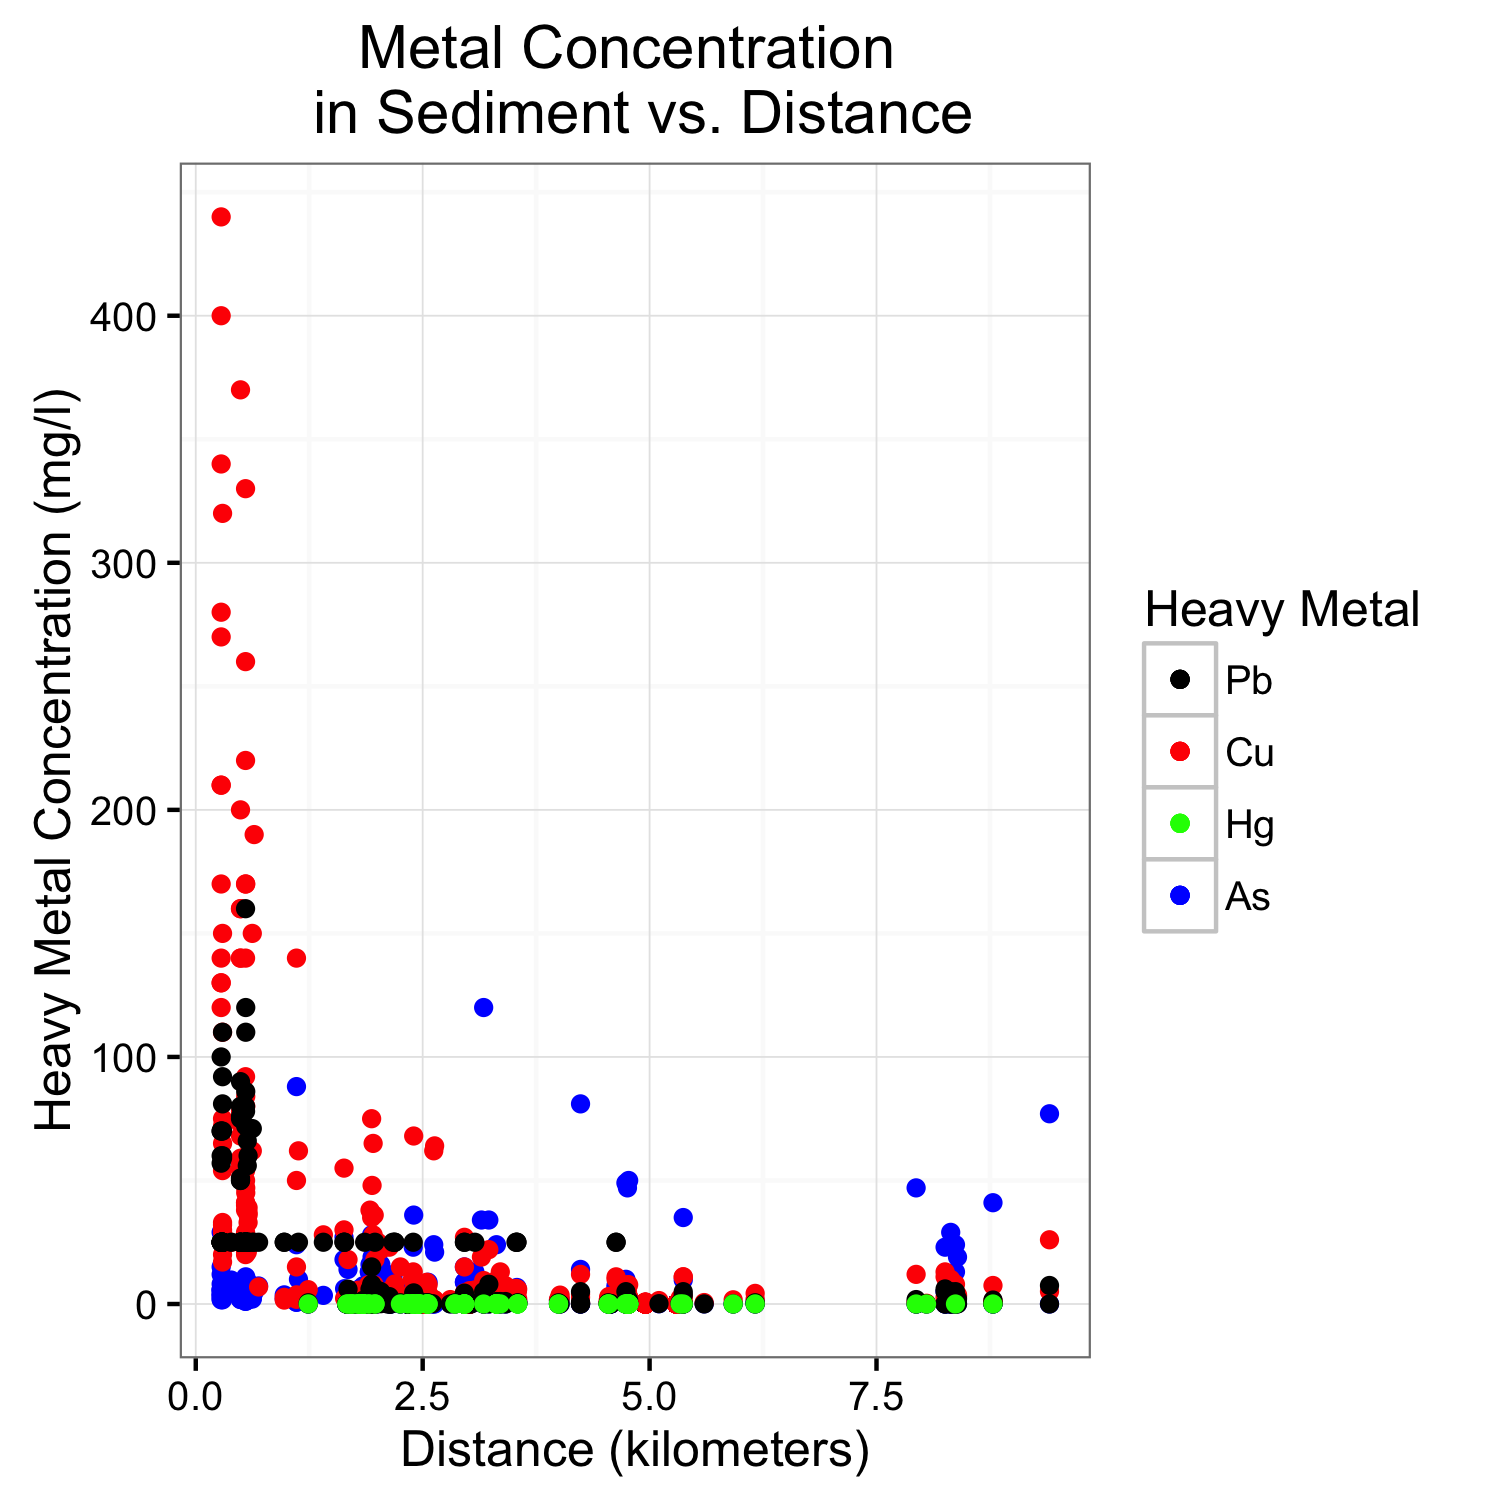 Metal Concentration
in Sediment vs. Distance
Heavy Metal Concentration (mg/l)
400
300
200
100
0
0.0 2.5 5.0 7.5
Distance (kilometers)
Heavy Metal
Pb
Cu
Hg
As